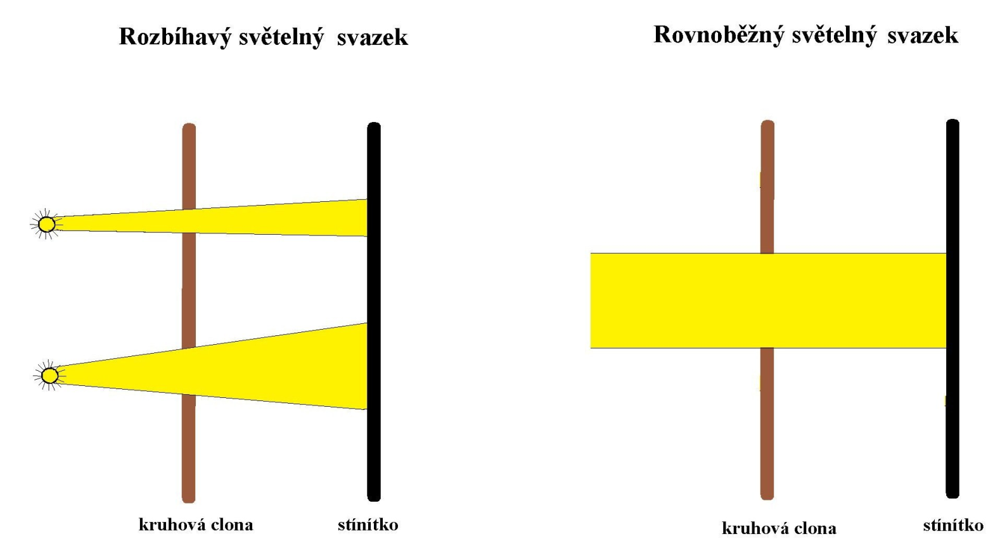 Rozbíhavý světelný svazek
Rovnoběžný světelný svazek
kruhová clona
stínítko
kruhová clona
stínítko